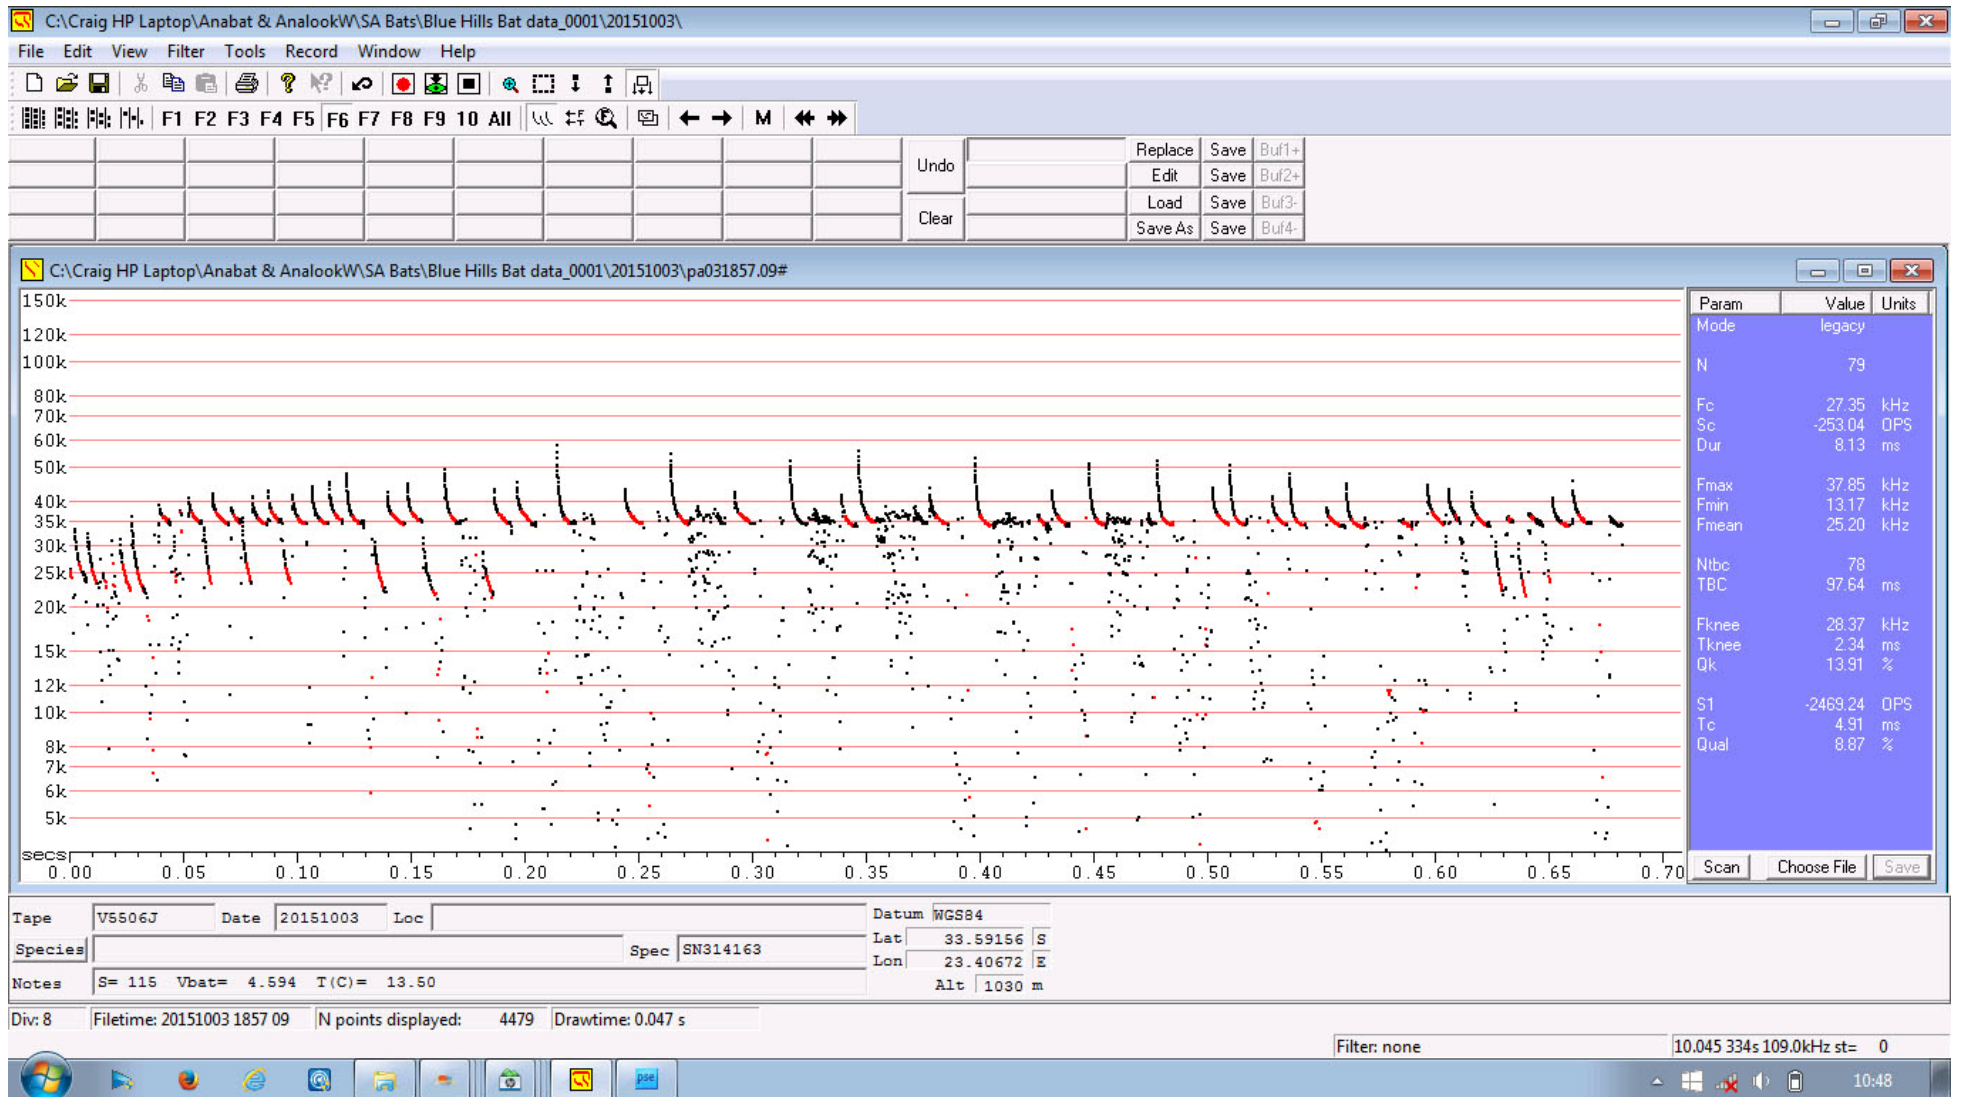 C:\Craig HP Laptop\Anabat & AnalookW\SA Bats\Blue Hills Bat data_0001\20151003\
File Edit View Filter Tools Record Window Help
F1 F2 F3 F4 F5 F6 F7 F8 F9 10 All M
Undo Replace Save Buf1+
Edit Save Buf2+
Clear Load Save Buf3-
Save As Save Buf4-
C:\Craig HP Laptop\Anabat & AnalookW\SA Bats\Blue Hills Bat data_0001\20151003\pa031857.09#
150k
120k
100k
80k
70k
60k
50k
40k
35k
30k
25k
20k
15k
12k
10k
8k
7k
6k
5k
secs
0.00 0.05 0.10 0.15 0.20 0.25 0.30 0.35 0.40 0.45 0.50 0.55 0.60 0.65 0.70
Param Value Units
Mode legacy
N 79
Fc 27.35 kHz
Sc -253.04 OPS
Dur 8.13 ms
Fmax 37.85 kHz
Fmin 13.17 kHz
Fmean 25.20 kHz
Ntbc 78
TBC 97.64 ms
Fknee 28.37 kHz
Tknee 2.34 ms
Qk 13.91 %
S1 -2469.24 OPS
Tc 4.91 ms
Qual 8.87 %
Scan Choose File Save
Tape V5506J Date 20151003 Loc
Datum WGS84
Species Spec SN314163
Lat 33.59156 S
Lon 23.40672 E
Notes S= 115 Vbat= 4.594 T(C)= 13.50
Alt 1030 m
Div: 8 Filetime: 20151003 1857 09 N points displayed: 4479 Drawtime: 0.047 s
Filter: none 10.045 334s 109.0kHz st= 0
pse 10:48